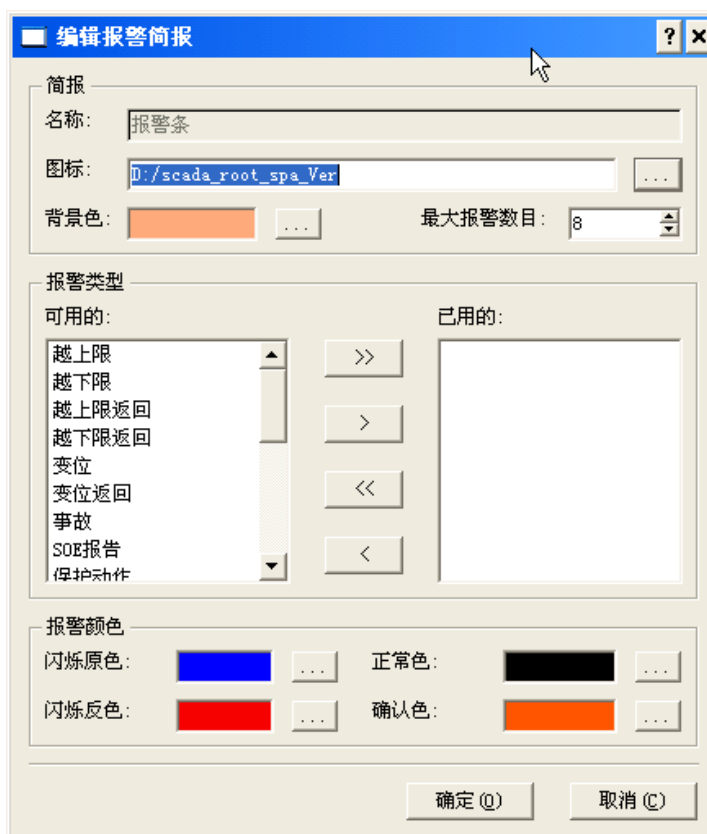 编辑报警简报
简报
名称:
报警条
图标:
D:/scada_root_spa_Ver
...
背景色:
...
最大报警数目:
8
报警类型
可用的:
已用的:
越上限
越下限
越上限返回
越下限返回
变位
变位返回
事故
SOE报告
保护动作
>>
>
<<
<
报警颜色
闪烁原色:
...
正常色:
...
闪烁反色:
...
确认色:
...
确定(O)
取消(C)